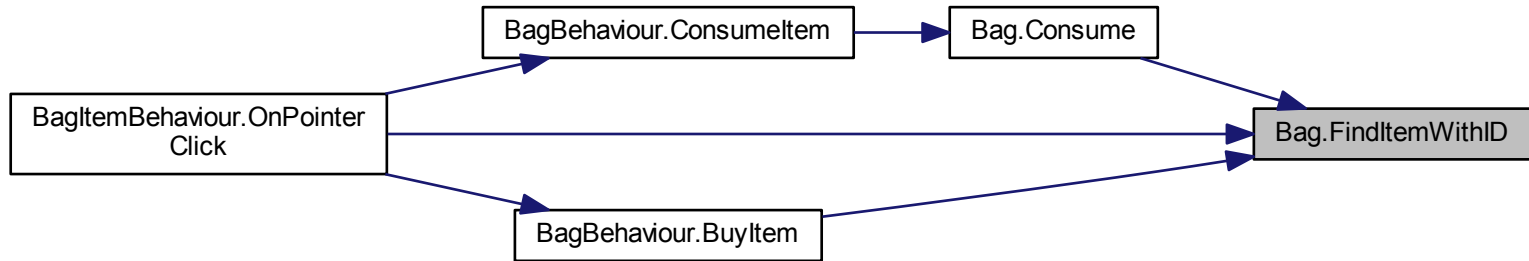 BagBehaviour.ConsumeItem
Bag.Consume
BagItemBehaviour.OnPointer
Click
Bag.FindItemWithID
BagBehaviour.BuyItem